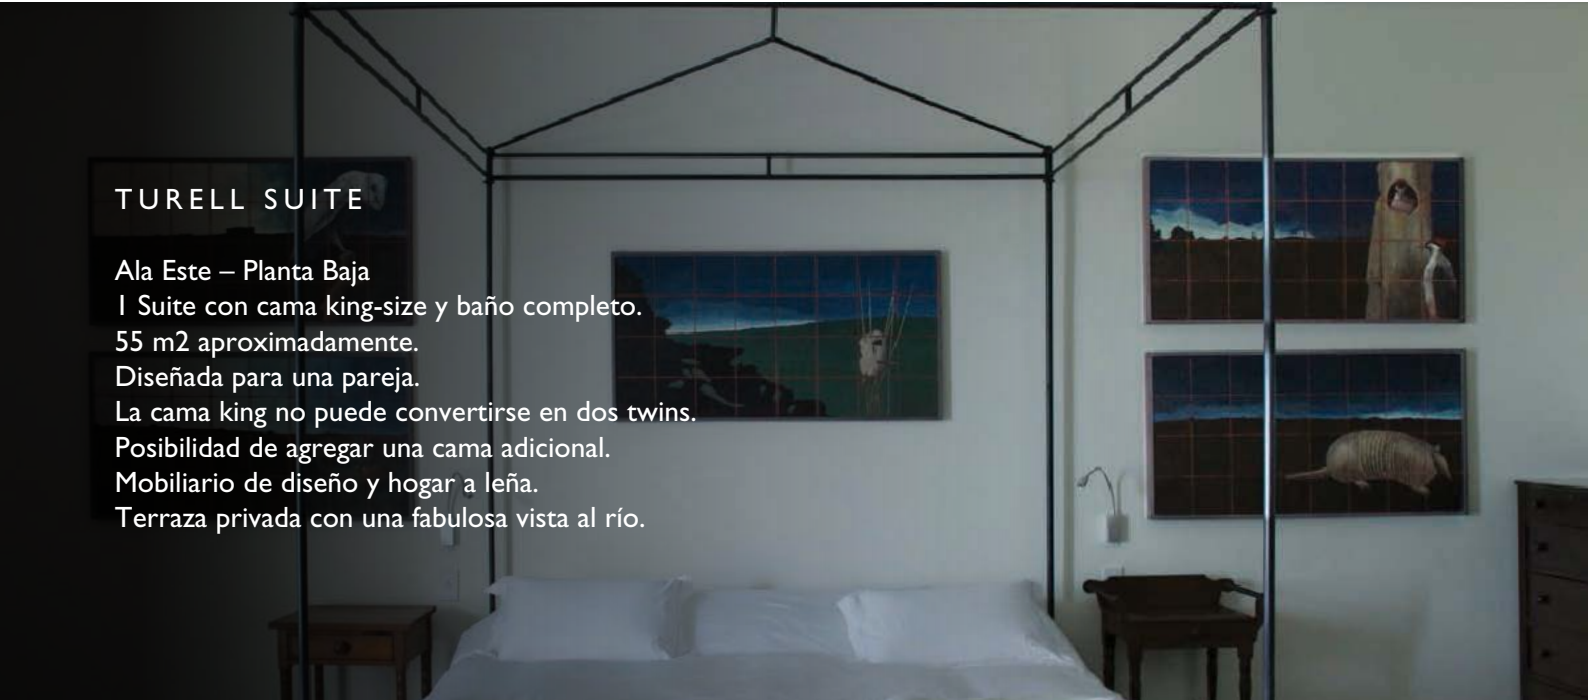 TURELL SUITE
Ala Este – Planta Baja
1 Suite con cama king-size y baño completo.
55 m2 aproximadamente.
Diseñada para una pareja.
La cama king no puede convertirse en dos twins.
Posibilidad de agregar una cama adicional.
Mobiliario de diseño y hogar a leña.
Terraza privada con una fabulosa vista al río.